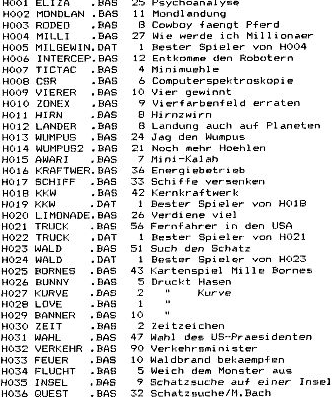 H001 ELIZA .BAS 25 Psychoanalyse
H002 MONDLAN .BAS 11 Mondlandung
H003 RODEO .BAS 8 Cowboy faengt Pferd
H004 MILLI .BAS 27 Wie werde ich Millionaer
H005 MILGEWIN.DAT 1 Bester Spieler von H004
H006 INTERCEP.BAS 12 Entkomme den Robotern
H007 TICTAC .BAS 4 Minimuehle
H008 CSR .BAS 6 Computerspektroskopie
H009 VIERER .BAS 10 Vier gewinnt
H010 ZONEX .BAS 9 Vierfarbenfeld erraten
H011 HIRN .BAS 8 Hirnzwirn
H012 LANDER .BAS 8 Landung auch auf Planeten
H013 WUMPUS .BAS 24 Jag den Wumpus
H014 WUMPUS2 .BAS 21 Noch mehr Hoehlen
H015 AWARI .BAS 7 Mini-Kalah
H016 KRAFTWER.BAS 36 Energiebetrieb
H017 SCHIFF .BAS 33 Schiffe versenken
H018 KKW .BAS 42 Kernkraftwerk
H019 KKW .DAT 1 Bester Spieler von H018
H020 LIMONADE.BAS 26 Verdiene viel
H021 TRUCK .BAS 56 Fernfahrer in den USA
H022 TRUCK .DAT 1 Bester Spieler von H021
H023 WALD .BAS 51 Such den Schatz
H024 WALD .DAT 1 Bester Spieler von H023
H025 BORNES .BAS 43 Kartenspiel Mille Bornes
H026 BUNNY .BAS 5 Druckt Hasen
H027 KURVE .BAS 2 " Kurve
H028 LOVE .BAS 1 "
H029 BANNER .BAS 10 "
H030 ZEIT .BAS 2 Zeitzeichen
H031 WAHL .BAS 47 Wahl des US-Praesidenten
H032 VERKEHR .BAS 90 Verkehrsminister
H033 FEUER .BAS 10 Waldbrand bekaempfen
H034 FLUCHT .BAS 5 Weich dem Monster aus
H035 INSEL .BAS 9 Schatzsuche auf einer Insel
H036 QUEST .BAS 32 Schatzsuche/M.Bach